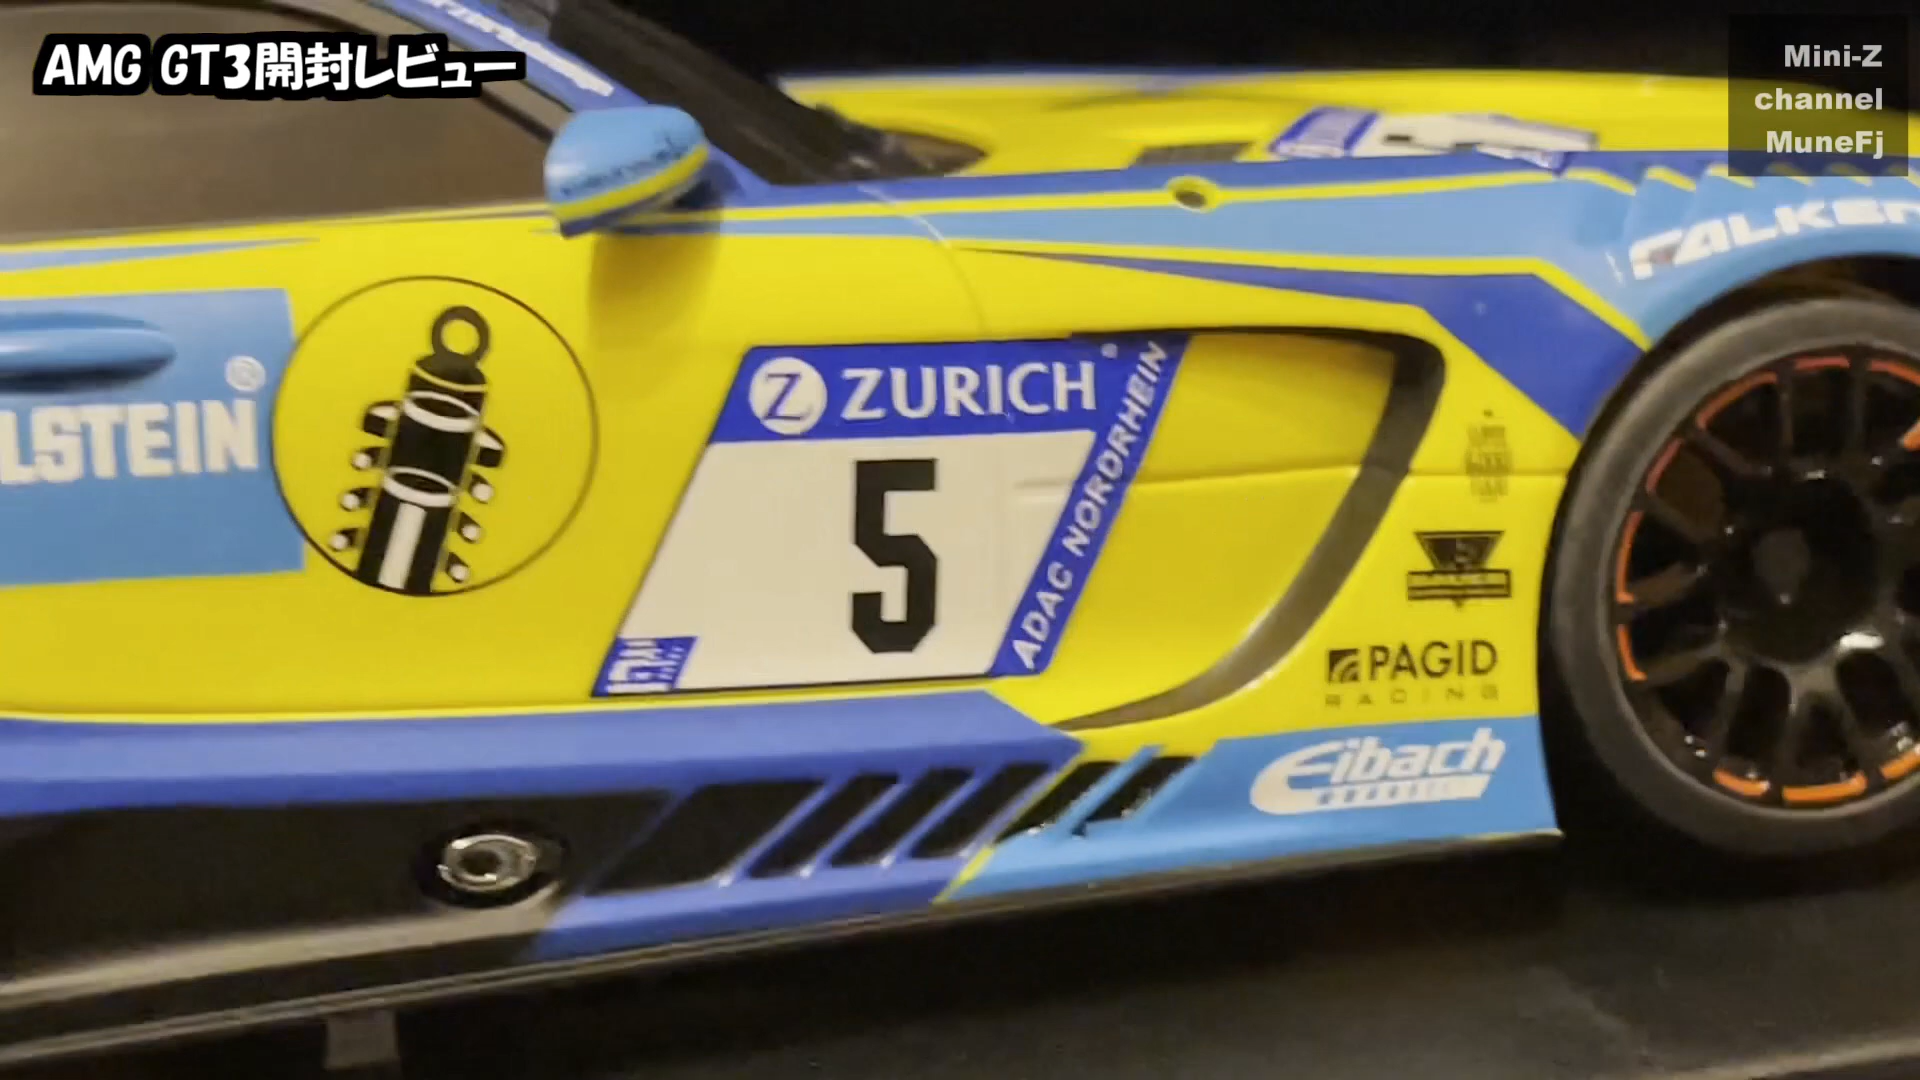 AMG GT3開封レビュー
Mini-Z
channel
MuneFj
FALKEN
®
LSTEIN
Z ZURICH
ADAC NORDRHEIN
5
PAGID
RACING
Eibach